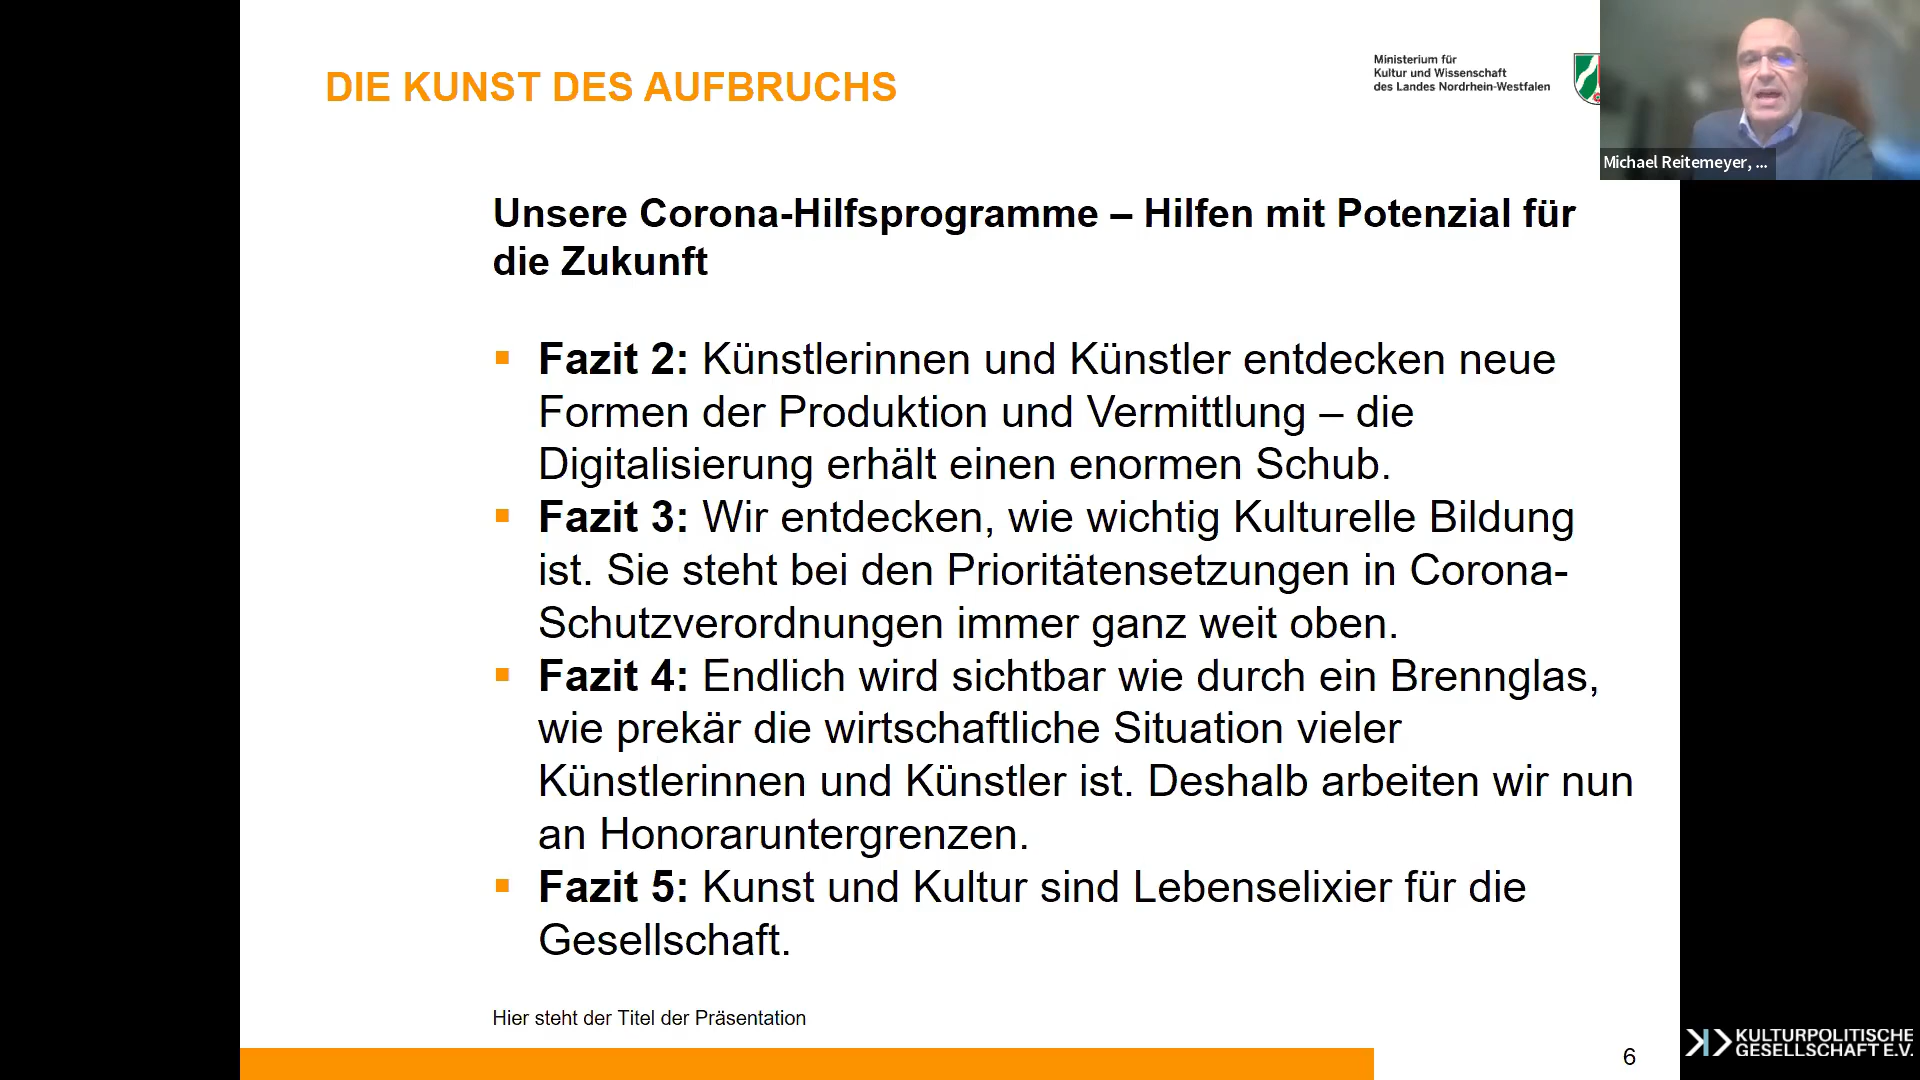 DIE KUNST DES AUFBRUCHS
Ministerium für
Kultur und Wissenschaft
des Landes Nordrhein-Westfalen
Michael Reitemeyer, ...
Unsere Corona-Hilfsprogramme – Hilfen mit Potenzial für
die Zukunft
Fazit 2: Künstlerinnen und Künstler entdecken neue
Formen der Produktion und Vermittlung – die
Digitalisierung erhält einen enormen Schub.
Fazit 3: Wir entdecken, wie wichtig Kulturelle Bildung
ist. Sie steht bei den Prioritätensetzungen in Corona-
Schutzverordnungen immer ganz weit oben.
Fazit 4: Endlich wird sichtbar wie durch ein Brennglas,
wie prekär die wirtschaftliche Situation vieler
Künstlerinnen und Künstler ist. Deshalb arbeiten wir nun
an Honoraruntergrenzen.
Fazit 5: Kunst und Kultur sind Lebenselixier für die
Gesellschaft.
Hier steht der Titel der Präsentation
6
KULTURPOLITISCHE
GESELLSCHAFT E.V.